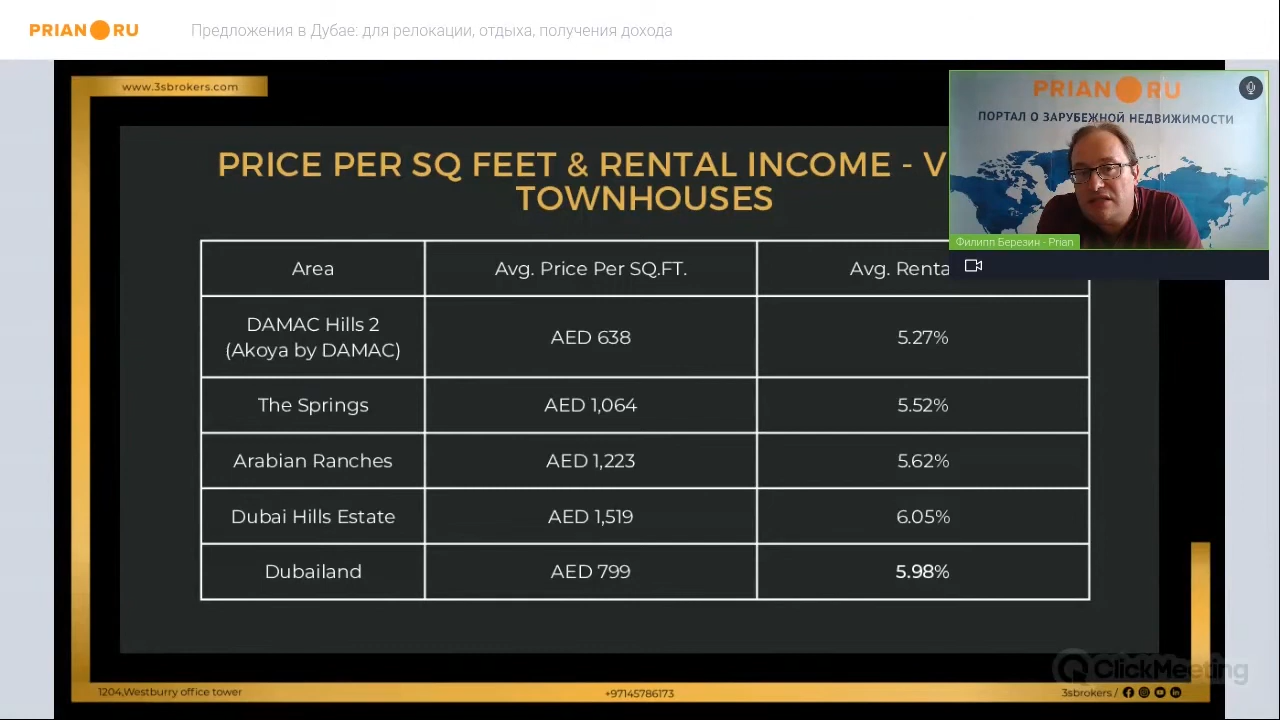 PRIAN RU
Предложения в Дубае: для релокации, отдыха, получения дохода
www.3sbrokers.com
PRIAN RU
ПОРТАЛ О ЗАРУБЕЖНОЙ НЕДВИЖИМОСТИ
Филипп Березин - Prian
PRICE PER SQ FEET & RENTAL INCOME - V
TOWNHOUSES
Area Avg. Price Per SQ.FT. Avg. Renta
DAMAC Hills 2
(Akoya by DAMAC) AED 638 5.27%
The Springs AED 1,064 5.52%
Arabian Ranches AED 1,223 5.62%
Dubai Hills Estate AED 1,519 6.05%
Dubailand AED 799 5.98%
ClickMeeting
1204,Westburry office tower +97145786173 3sbrokers /